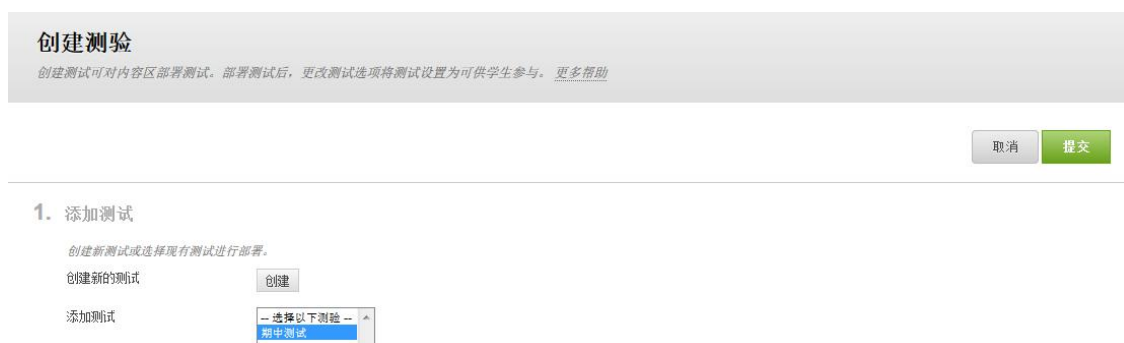 创建测验
创建测试可对内容区部署测试。部署测试后，更改测试选项将测试设置为可供学生参与。 更多帮助
取消 提交
1. 添加测试
创建新测试或选择现有测试进行部署。
创建新的测试 创建
添加测试 -- 选择以下测验 --
期中测试